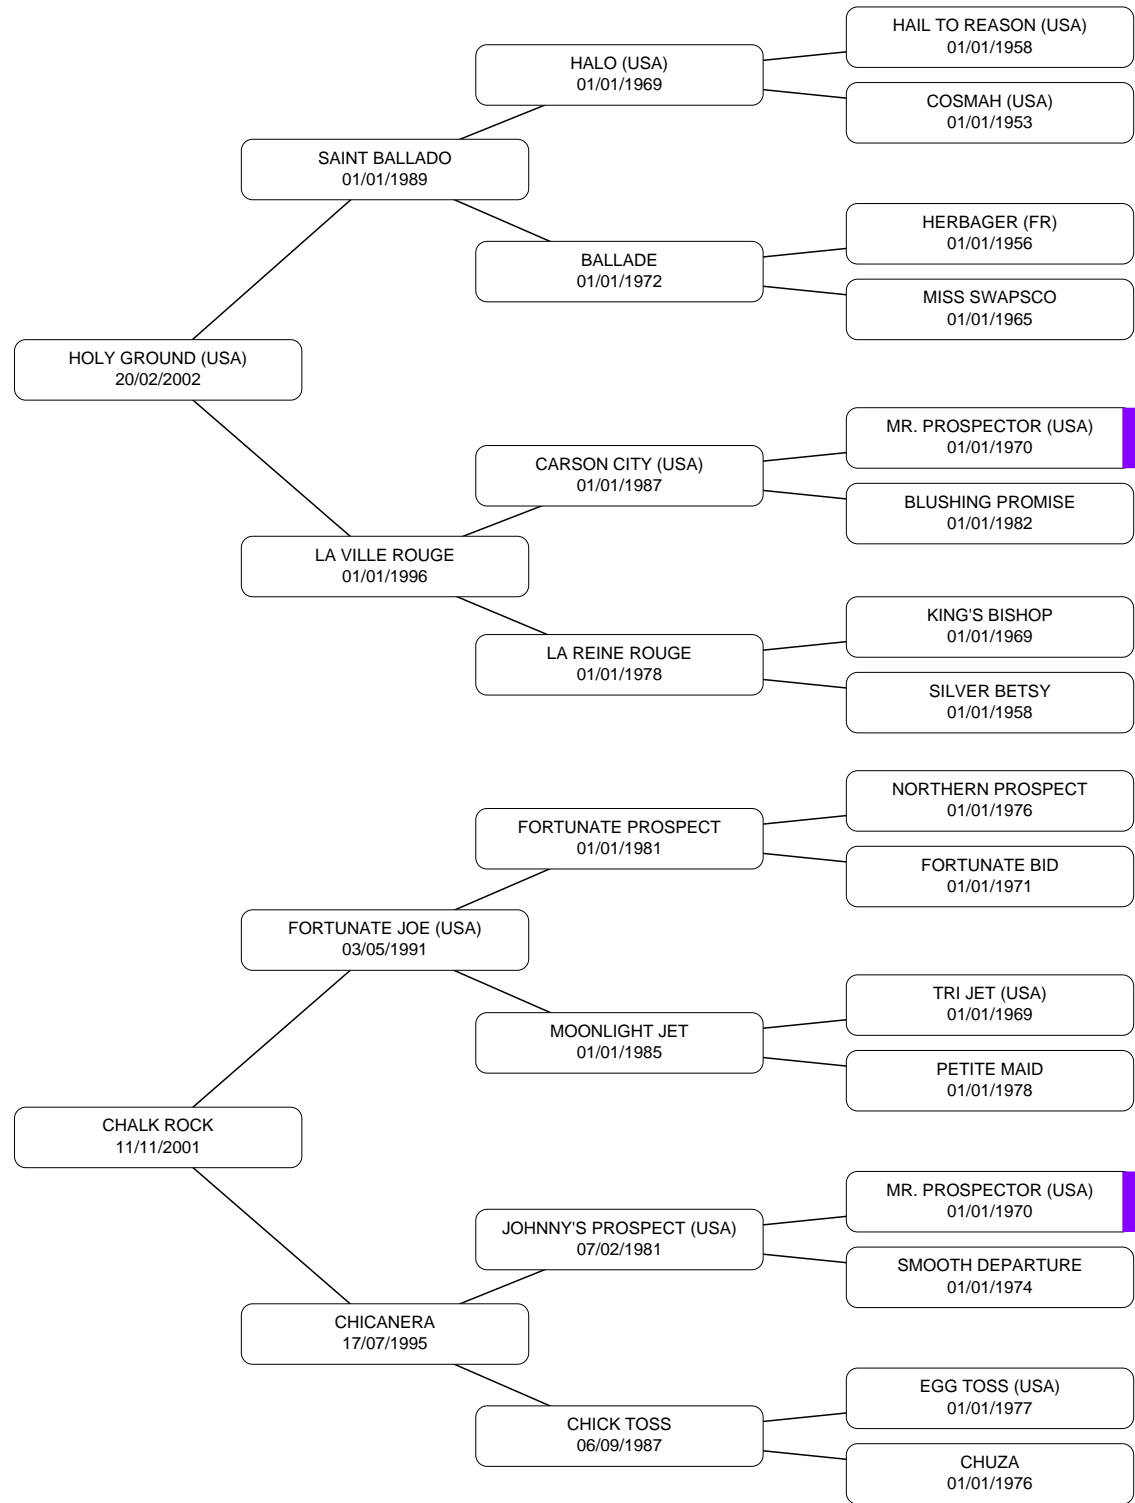 HAIL TO REASON (USA)
01/01/1958
HALO (USA)
01/01/1969
COSMAH (USA)
01/01/1953
SAINT BALLADO
01/01/1989
HERBAGER (FR)
01/01/1956
BALLADE
01/01/1972
MISS SWAPSCO
01/01/1965
HOLY GROUND (USA)
20/02/2002
MR. PROSPECTOR (USA)
01/01/1970
CARSON CITY (USA)
01/01/1987
BLUSHING PROMISE
01/01/1982
LA VILLE ROUGE
01/01/1996
KING'S BISHOP
01/01/1969
LA REINE ROUGE
01/01/1978
SILVER BETSY
01/01/1958
NORTHERN PROSPECT
01/01/1976
FORTUNATE PROSPECT
01/01/1981
FORTUNATE BID
01/01/1971
FORTUNATE JOE (USA)
03/05/1991
TRI JET (USA)
01/01/1969
MOONLIGHT JET
01/01/1985
PETITE MAID
01/01/1978
CHALK ROCK
11/11/2001
MR. PROSPECTOR (USA)
01/01/1970
JOHNNY'S PROSPECT (USA)
07/02/1981
SMOOTH DEPARTURE
01/01/1974
CHICANERA
17/07/1995
EGG TOSS (USA)
01/01/1977
CHICK TOSS
06/09/1987
CHUZA
01/01/1976